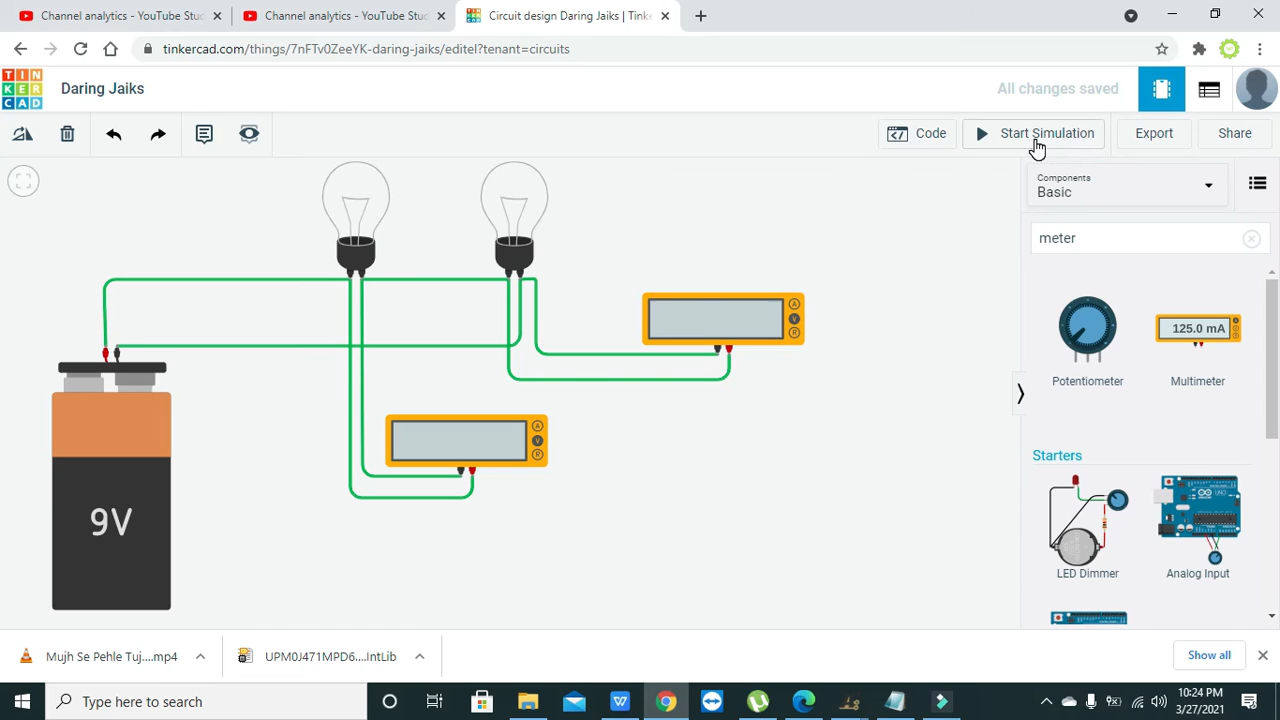 Channel analytics - YouTube Stud
Channel analytics - YouTube Stud
Circuit design Daring Jaiks | Tinke
tinkercad.com/things/7nFTv0ZeeYK-daring-jaiks/editel?tenant=circuits
TIN
KER
CAD
Daring Jaiks
All changes saved
Code
Start Simulation
Export
Share
Components
Basic
meter
A
V
R
A
V
R
9V
125.0 mA
Potentiometer
Multimeter
Starters
LED Dimmer
Analog Input
Mujh Se Pehle Tuj....mp4
UPM0J471MPD6....IntLib
Show all
Type here to search
10:24 PM
3/27/2021